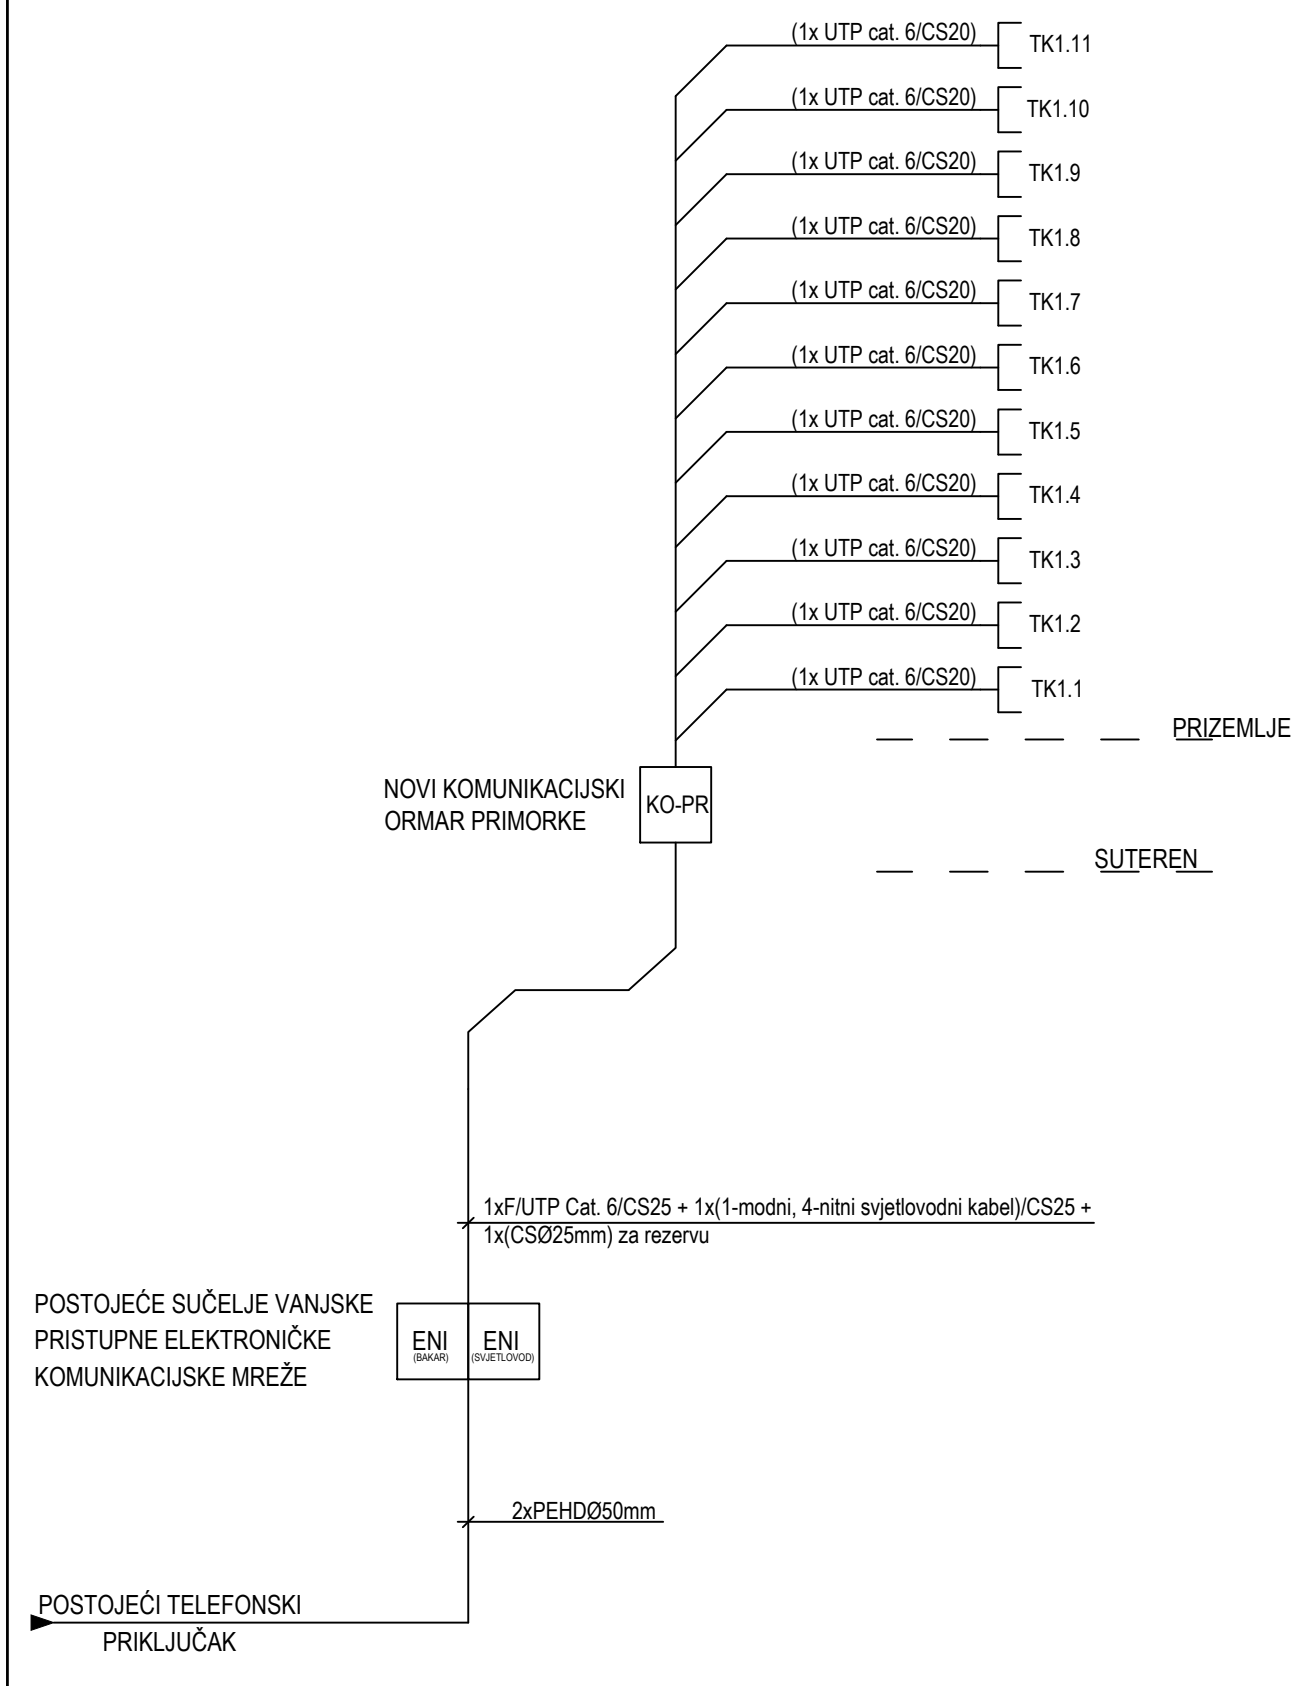 (1x UTP cat. 6/CS20)
TK1.11
(1x UTP cat. 6/CS20)
TK1.10
(1x UTP cat. 6/CS20)
TK1.9
(1x UTP cat. 6/CS20)
TK1.8
(1x UTP cat. 6/CS20)
TK1.7
(1x UTP cat. 6/CS20)
TK1.6
(1x UTP cat. 6/CS20)
TK1.5
(1x UTP cat. 6/CS20)
TK1.4
(1x UTP cat. 6/CS20)
TK1.3
(1x UTP cat. 6/CS20)
TK1.2
(1x UTP cat. 6/CS20)
TK1.1
PRIZEMLJE
NOVI KOMUNIKACIJSKI
ORMAR PRIMORKE
KO-PR
SUTEREN
1xF/UTP Cat. 6/CS25 + 1x(1-modni, 4-nitni svjetlovodni kabel)/CS25 +
1x(CSØ25mm) za rezervu
POSTOJEĆE SUČELJE VANJSKE
PRISTUPNE ELEKTRONIČKE
KOMUNIKACIJSKE MREŽE
ENI
(BAKAR)
ENI
(SVJETLOVOD)
2xPEHDØ50mm
POSTOJEĆI TELEFONSKI
PRIKLJUČAK